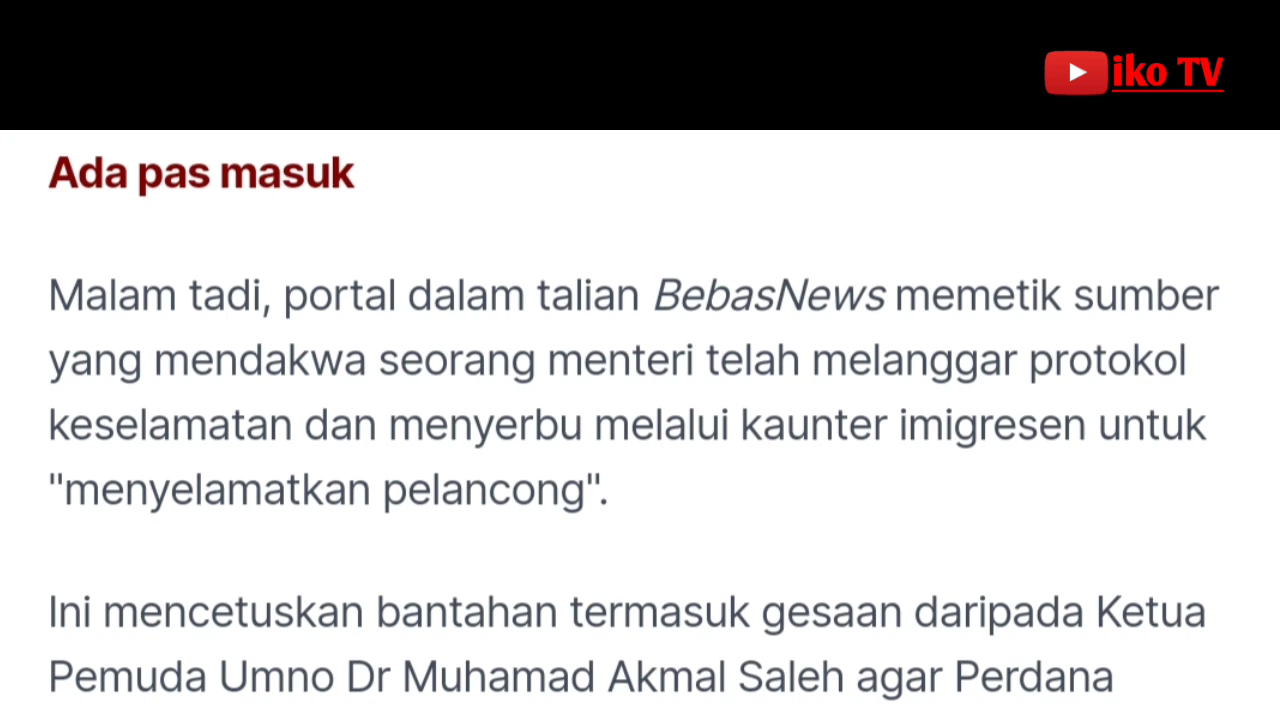 iko TV
Ada pas masuk
Malam tadi, portal dalam talian BebasNews memetik sumber
yang mendakwa seorang menteri telah melanggar protokol
keselamatan dan menyerbu melalui kaunter imigresen untuk
"menyelamatkan pelancong".
Ini mencetuskan bantahan termasuk gesaan daripada Ketua
Pemuda Umno Dr Muhamad Akmal Saleh agar Perdana